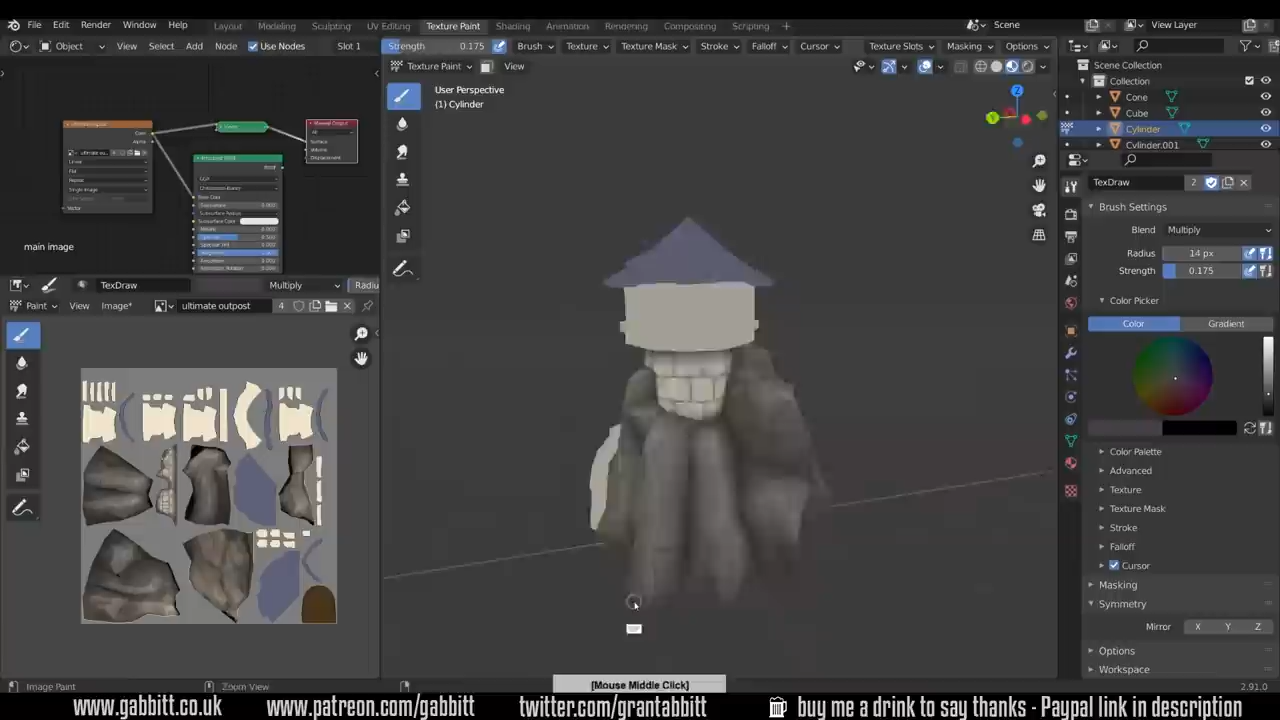 File Edit Render Window Help Layout Modeling Sculpting UV Editing Texture Paint Shading Animation Rendering Compositing Scripting + Scene View Layer
Object View Select Add Node Use Nodes Slot 1 Strength 0.175 Brush Texture Texture Mask Stroke Falloff Cursor Texture Slots Masking Options
Texture Paint View
Scene Collection
Collection
Cone
Cube
Cylinder
Cylinder.001
User Perspective
(1) Cylinder
TexDraw 2
Brush Settings
Blend Multiply
Radius 14 px
Strength 0.175
Color Picker
Color Gradient
main image
TexDraw Multiply Radiu
Paint View Image* ultimate outpost 4
Color Palette
Advanced
Texture
Texture Mask
Stroke
Falloff
Cursor
Masking
Symmetry
Mirror X Y Z
Options
Workspace
Image Paint Zoom View [Mouse Middle Click] 2.91.0
www.gabbitt.co.uk www.patreon.com/gabbitt twitter.com/grantabbitt buy me a drink to say thanks - Paypal link in description